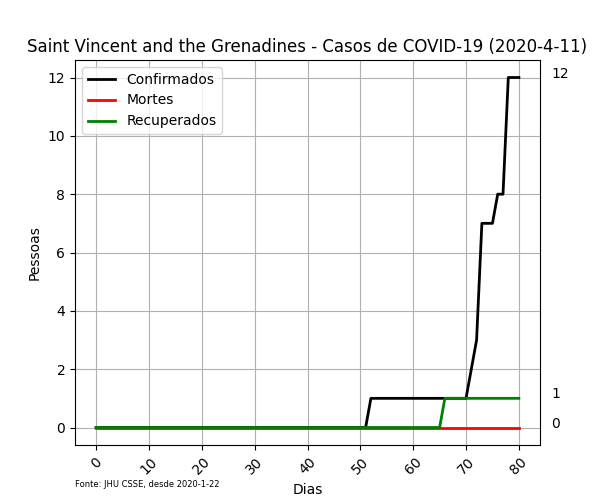 Saint Vincent and the Grenadines - Casos de COVID-19 (2020-4-11)
Confirmados
Mortes
Recuperados
12
10
8
6
4
2
0
Pessoas
12
1
0
0
10
20
30
40
50
60
70
80
Dias
Fonte: JHU CSSE, desde 2020-1-22